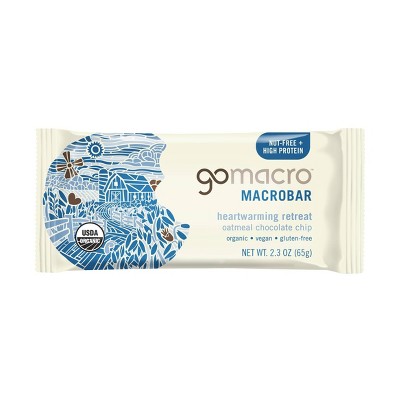 NUT-FREE +
HIGH PROTEIN
gomacro™
MACROBAR
heartwarming retreat
oatmeal chocolate chip
organic • vegan • gluten-free
NET WT. 2.3 OZ (65g)
USDA
ORGANIC